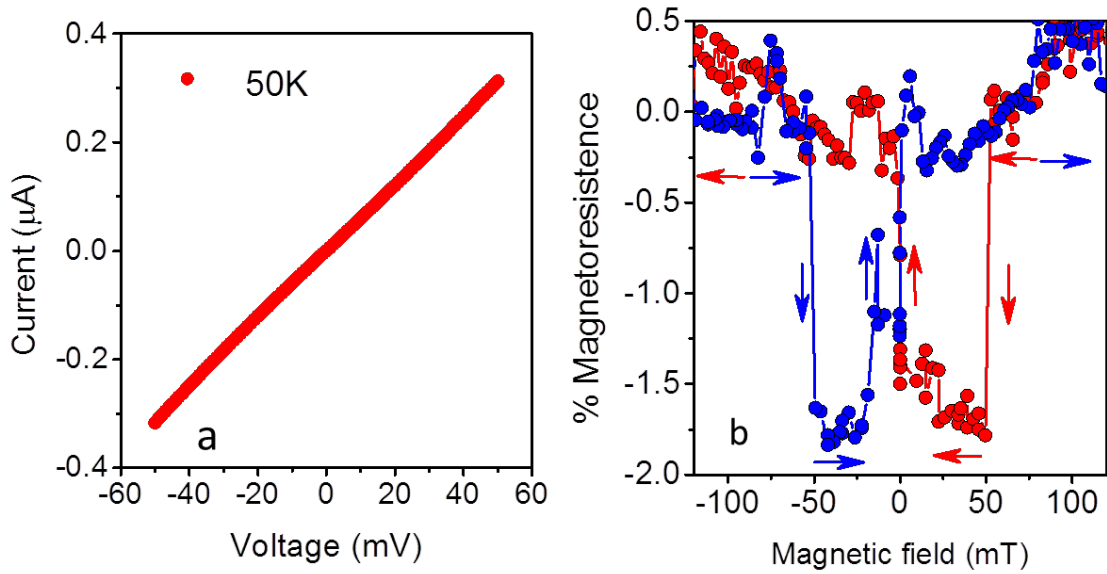 0.4
0.2
0.0
-0.2
-0.4
Current (μA)
50K
a
-60 -40 -20 0 20 40 60
Voltage (mV)
0.5
0.0
-0.5
-1.0
-1.5
-2.0
% Magnetoresistence
b
-100 -50 0 50 100
Magnetic field (mT)